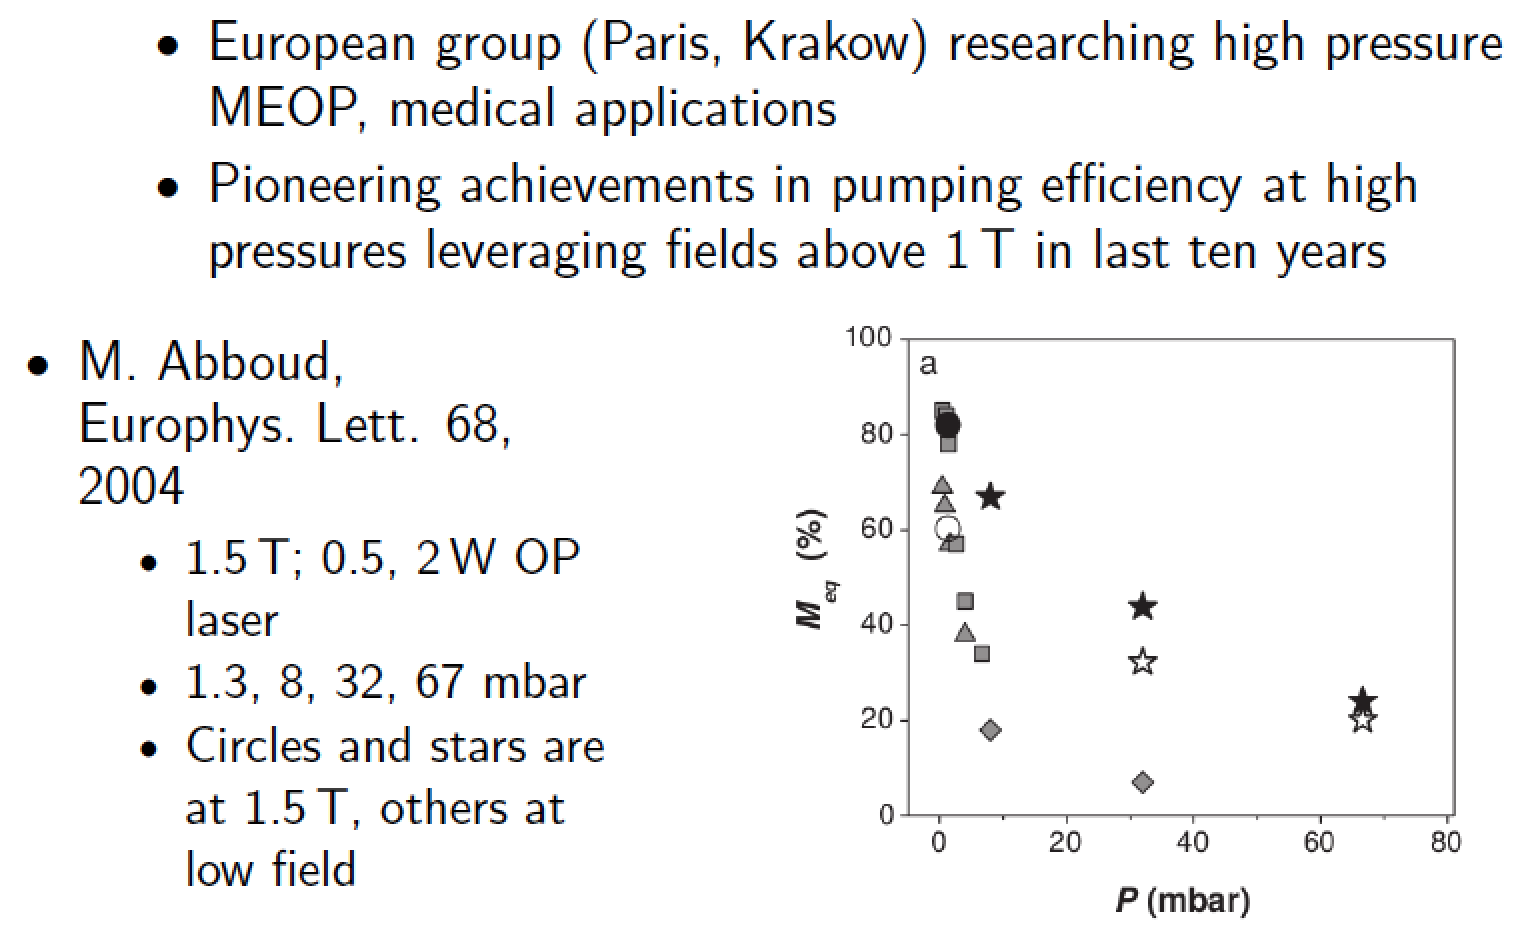 • European group (Paris, Krakow) researching high pressure
MEOP, medical applications
• Pioneering achievements in pumping efficiency at high
pressures leveraging fields above 1 T in last ten years
• M. Abboud,
Europhys. Lett. 68,
2004
• 1.5 T; 0.5, 2 W OP
laser
• 1.3, 8, 32, 67 mbar
• Circles and stars are
at 1.5 T, others at
low field
a
100
80
60
40
20
0
M_eq (%)
0 20 40 60 80
P (mbar)